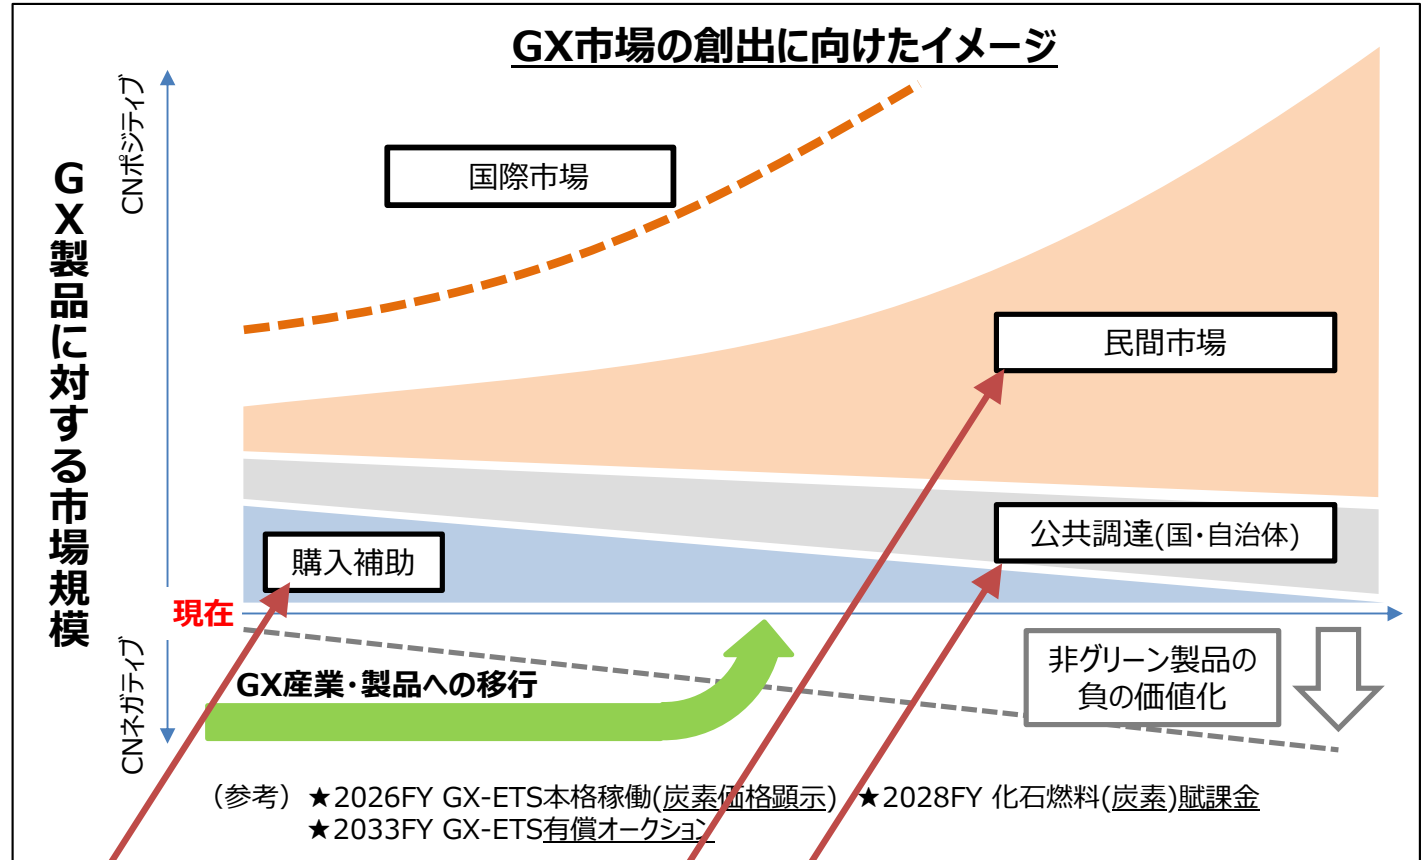 GX市場の創出に向けたイメージ
GX製品に対する市場規模
CNポジティブ
国際市場
民間市場
公共調達(国・自治体)
購入補助
現在
CNネガティブ
GX産業・製品への移行
非グリーン製品の
負の価値化
（参考）★2026FY GX-ETS本格稼働(炭素価格顕示) ★2028FY 化石燃料(炭素)賦課金
★2033FY GX-ETS有償オークション